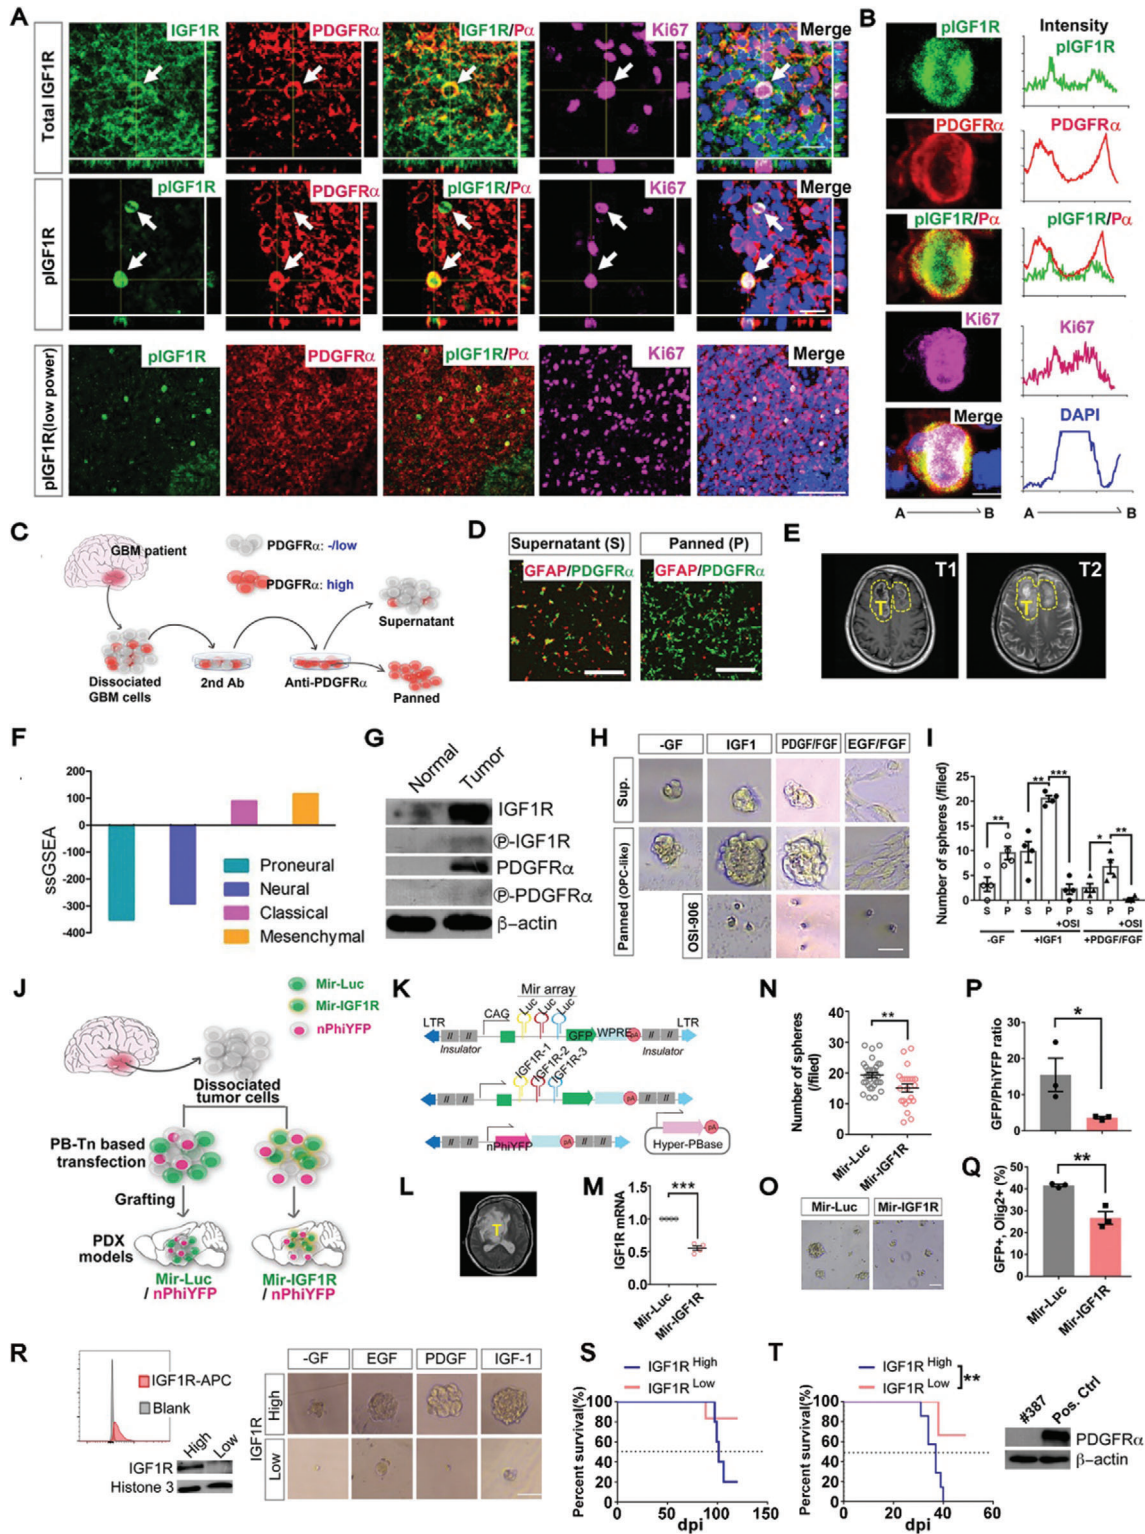 A
IGF1R
PDGFRα
IGF1R/Pα
Ki67
Merge
Total IGF1R
pIGF1R
PDGFRα
pIGF1R/Pα
Ki67
Merge
pIGF1R
pIGF1R
PDGFRα
pIGF1R/Pα
Ki67
Merge
pIGF1R(low power)
B
pIGF1R
Intensity
pIGF1R
PDGFRα
PDGFRα
pIGF1R/Pα
pIGF1R/Pα
Ki67
Ki67
Merge
DAPI
A
B
A
B
C
GBM patient
PDGFRα: -/low
PDGFRα: high
Supernatant
Dissociated
GBM cells
2nd Ab
Anti-PDGFRα
Panned
D
Supernatant (S)
Panned (P)
GFAP/PDGFRα
GFAP/PDGFRα
E
T1
T
T2
T
F
ssGSEA
200
100
0
-100
-200
-300
-400
Proneural
Neural
Classical
Mesenchymal
G
Normal
Tumor
IGF1R
Ⓟ-IGF1R
PDGFRα
Ⓟ-PDGFRα
β-actin
H
-GF
IGF1
PDGF/FGF
EGF/FGF
Sup.
Panned (OPC-like)
OSI-906
I
Number of spheres (/filed)
25
20
15
10
5
0
**
**
***
*
**
S
P
S
P
P
+OSI
S
P
P
+OSI
-GF
+IGF1
+PDGF/FGF
J
Mir-Luc
Mir-IGF1R
nPhiYFP
Dissociated
tumor cells
PB-Tn based
transfection
Grafting
PDX
models
Mir-Luc
/ nPhiYFP
Mir-IGF1R
/ nPhiYFP
K
Mir array
Luc
Luc
Luc
CAG
LTR
GFP
WPRE
pA
LTR
Insulator
Insulator
IGF1R-1
IGF1R-2
IGF1R-3
pA
nPhiYFP
pA
pA
Hyper-PBase
L
T
M
IGF1R mRNA
1.5
1.0
0.5
0.0
***
Mir-Luc
Mir-IGF1R
N
Number of spheres
(/filed)
40
30
20
10
0
**
Mir-Luc
Mir-IGF1R
O
Mir-Luc
Mir-IGF1R
P
GFP/PhiYFP ratio
30
20
10
0
*
Q
GFP+, Olig2+ (%)
50
40
30
20
10
0
**
Mir-Luc
Mir-IGF1R
R
IGF1R-APC
Blank
High
Low
IGF1R
Histone 3
-GF
EGF
PDGF
IGF-1
IGF1R
High
Low
S
IGF1R High
IGF1R Low
Percent survival(%)
100
80
60
40
20
0
0
50
100
150
dpi
T
IGF1R High
IGF1R Low
**
Percent survival(%)
100
80
60
40
20
0
0
20
40
60
dpi
#387
Pos. Ctrl
PDGFRα
β-actin